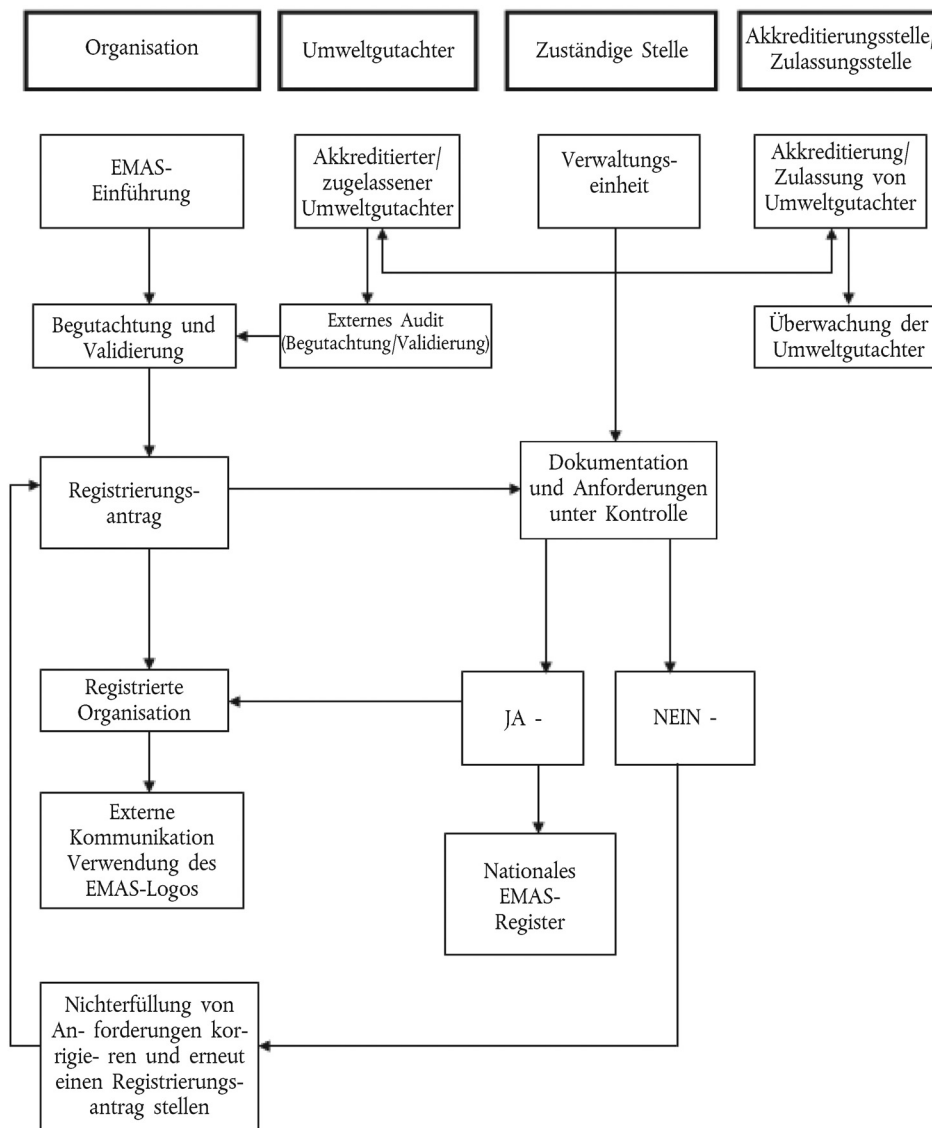 Organisation
Umweltgutachter
Zuständige Stelle
Akkreditierungsstelle/
Zulassungsstelle
EMAS-
Einführung
Akkreditierter/
zugelassener
Umweltgutachter
Verwaltungs-
einheit
Akkreditierung/
Zulassung von
Umweltgutachter
Begutachtung und
Validierung
Externes Audit
(Begutachtung/Validierung)
Überwachung der
Umweltgutachter
Registrierungs-
antrag
Dokumentation
und Anforderungen
unter Kontrolle
Registrierte
Organisation
JA -
NEIN -
Externe
Kommunikation
Verwendung des
EMAS-Logos
Nationales
EMAS-
Register
Nichterfüllung von
An- forderungen kor-
rigie- ren und erneut
einen Registrierungs-
antrag stellen